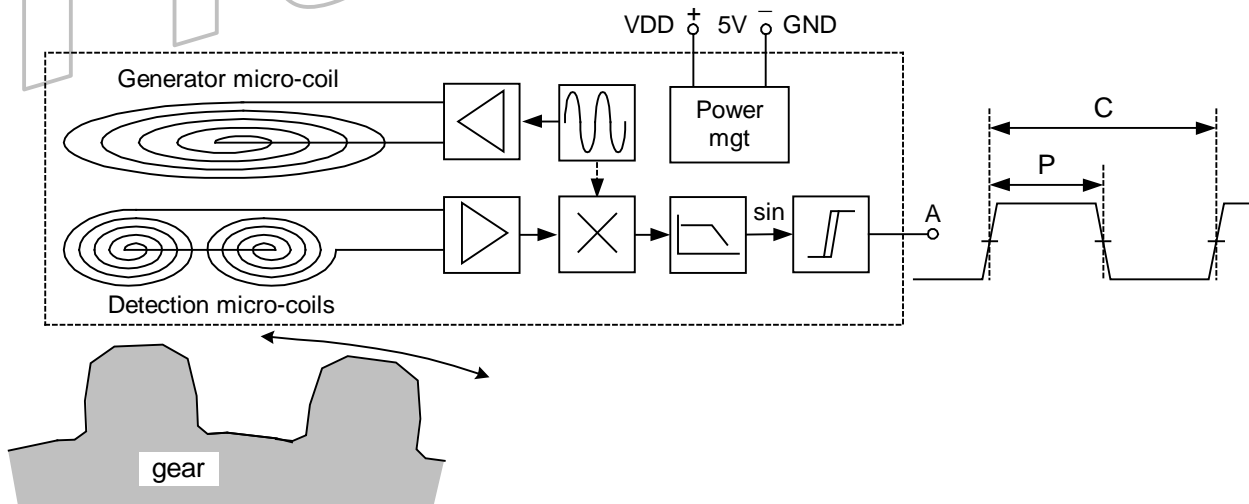 VDD + 5V − GND
Generator micro-coil
Power
mgt
C
P
sin
A
Detection micro-coils
gear